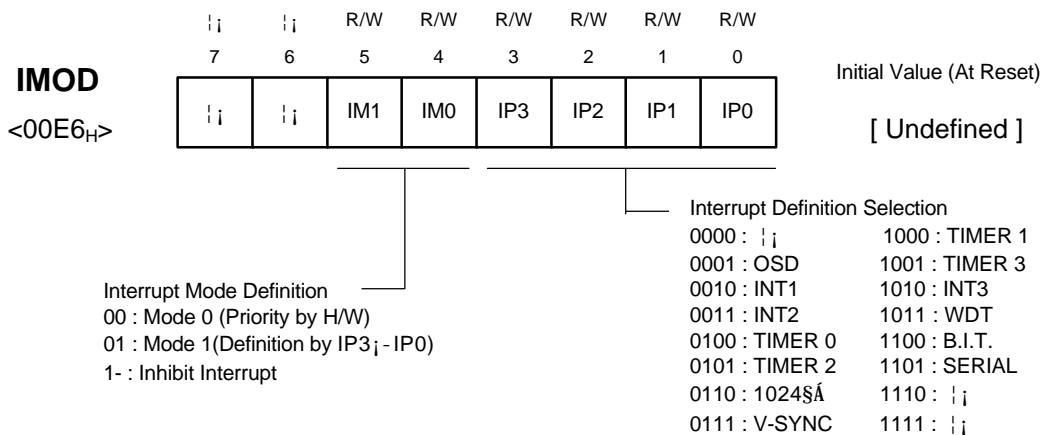 ¦¡ ¦¡ R/W R/W R/W R/W R/W R/W
7 6 5 4 3 2 1 0
IMOD
<00E6H>
¦¡ ¦¡ IM1 IM0 IP3 IP2 IP1 IP0
Initial Value (At Reset)
[ Undefined ]
Interrupt Mode Definition
00 : Mode 0 (Priority by H/W)
01 : Mode 1(Definition by IP3¡-IP0)
1- : Inhibit Interrupt
Interrupt Definition Selection
0000 : ¦¡ 1000 : TIMER 1
0001 : OSD 1001 : TIMER 3
0010 : INT1 1010 : INT3
0011 : INT2 1011 : WDT
0100 : TIMER 0 1100 : B.I.T.
0101 : TIMER 2 1101 : SERIAL
0110 : 1024§Á 1110 : ¦¡
0111 : V-SYNC 1111 : ¦¡